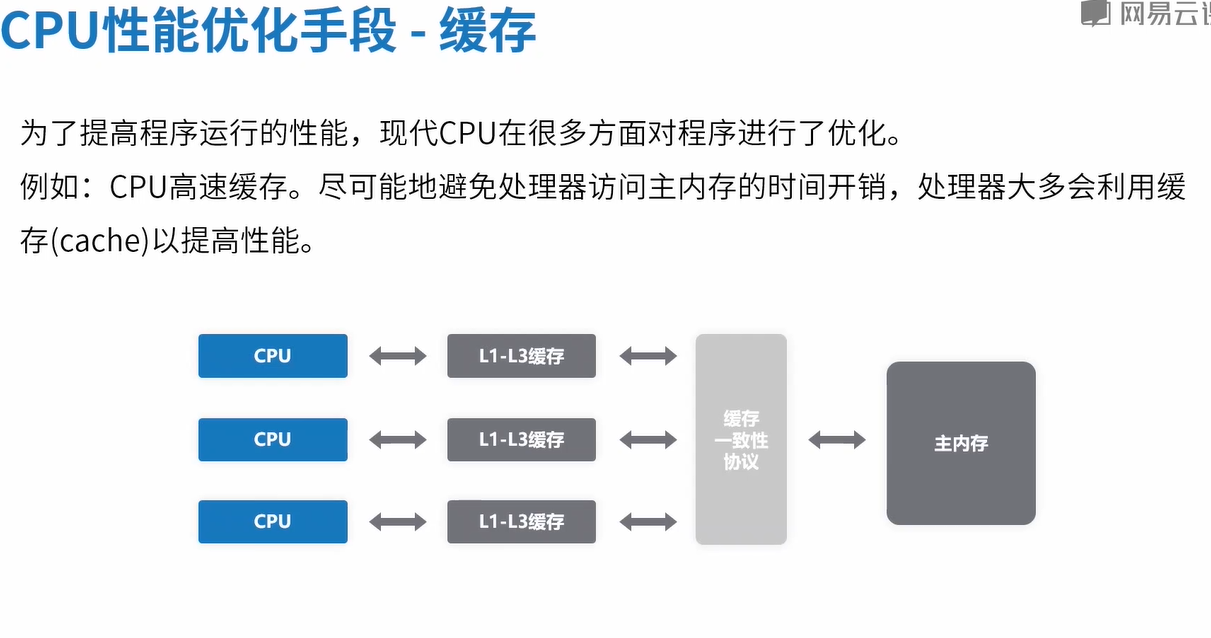 CPU性能优化手段 - 缓存
网易云课
为了提高程序运行的性能，现代CPU在很多方面对程序进行了优化。
例如：CPU高速缓存。尽可能地避免处理器访问主内存的时间开销，处理器大多会利用缓
存(cache)以提高性能。
CPU
L1-L3缓存
CPU
L1-L3缓存
CPU
L1-L3缓存
缓存
一致性
协议
主内存